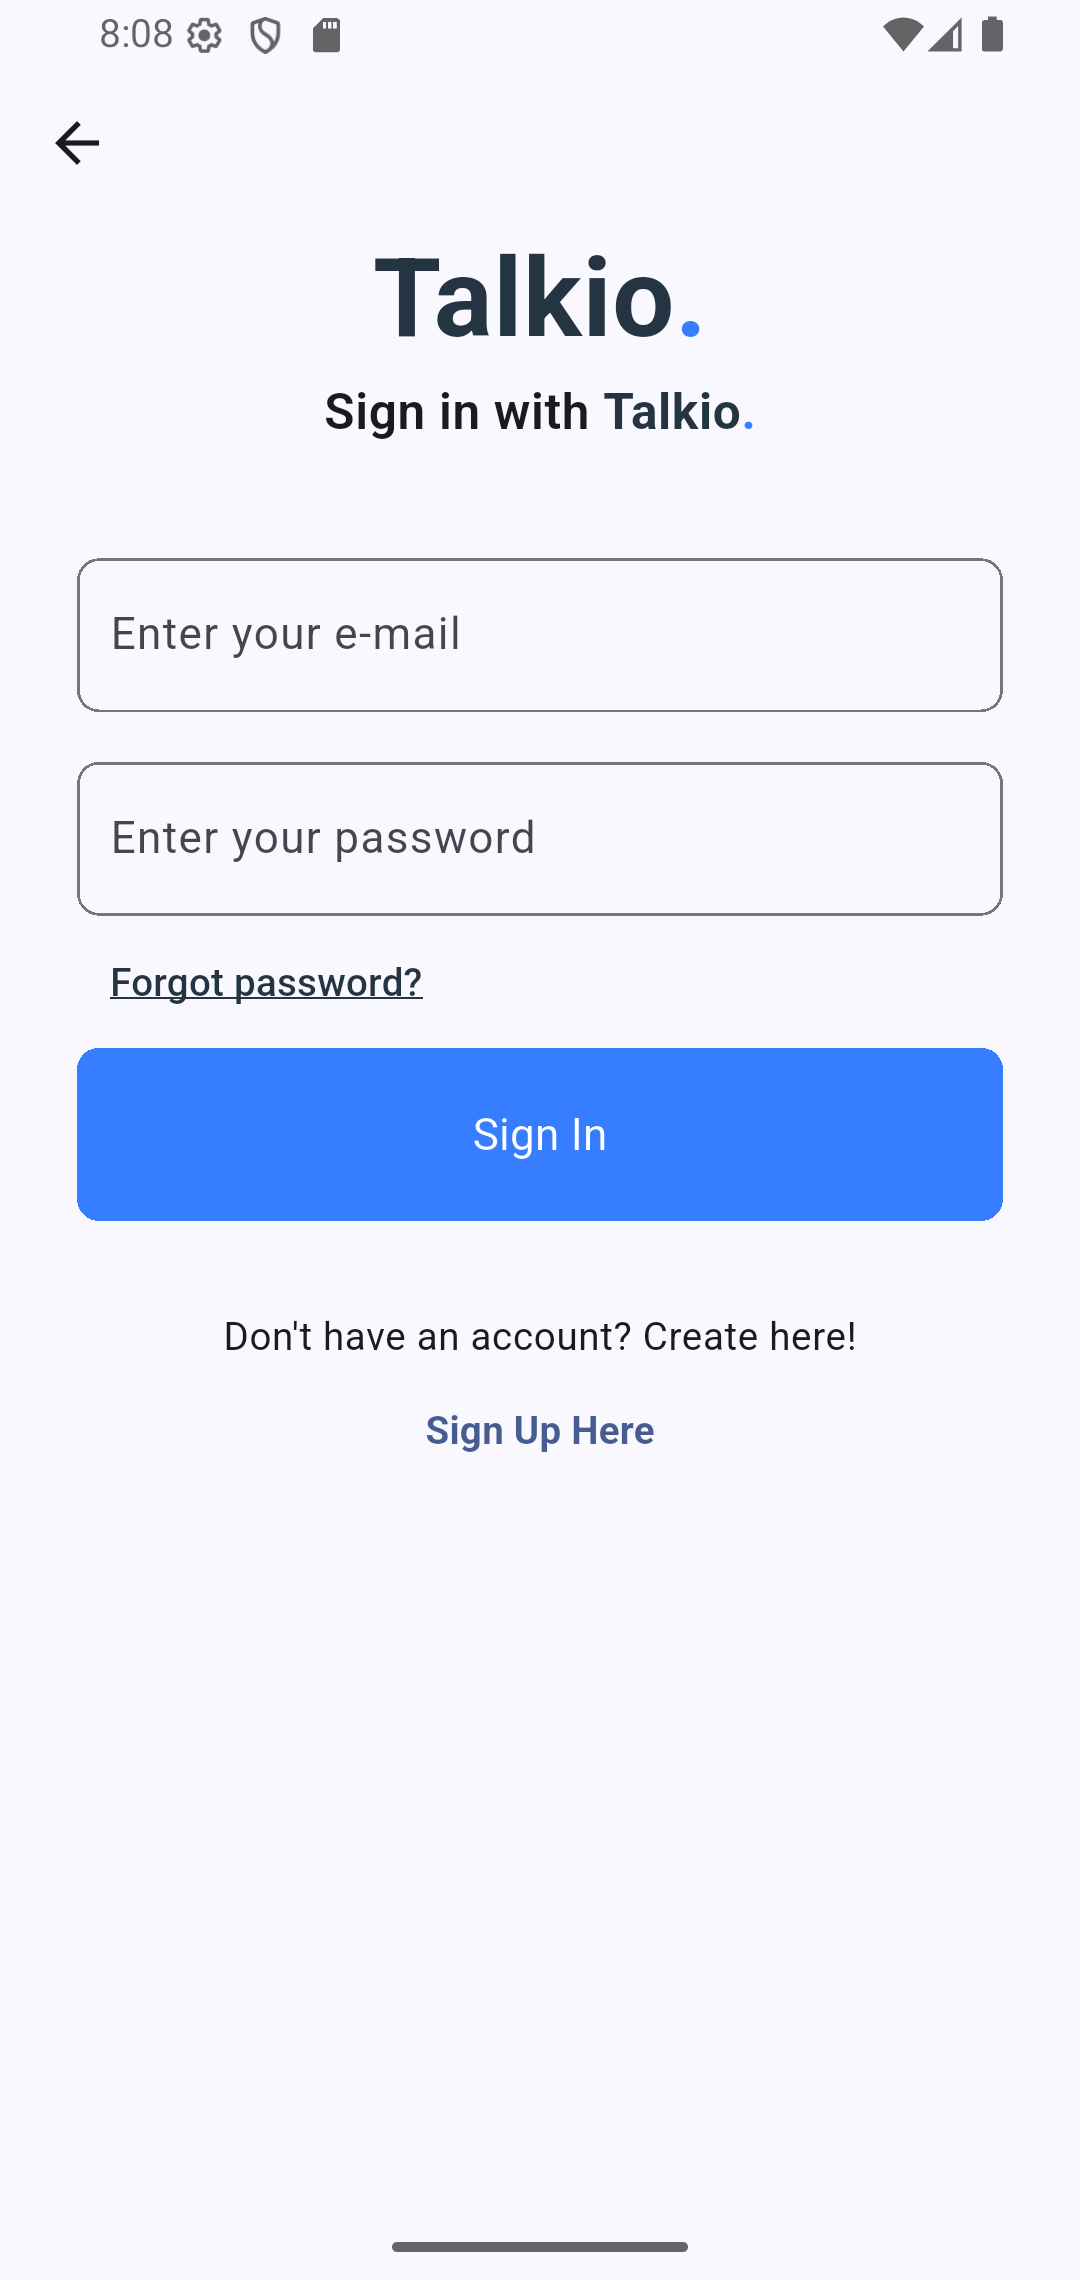 8:08
Talkio.
Sign in with Talkio.
Enter your e-mail
Enter your password
Forgot password?
Sign In
Don't have an account? Create here!
Sign Up Here